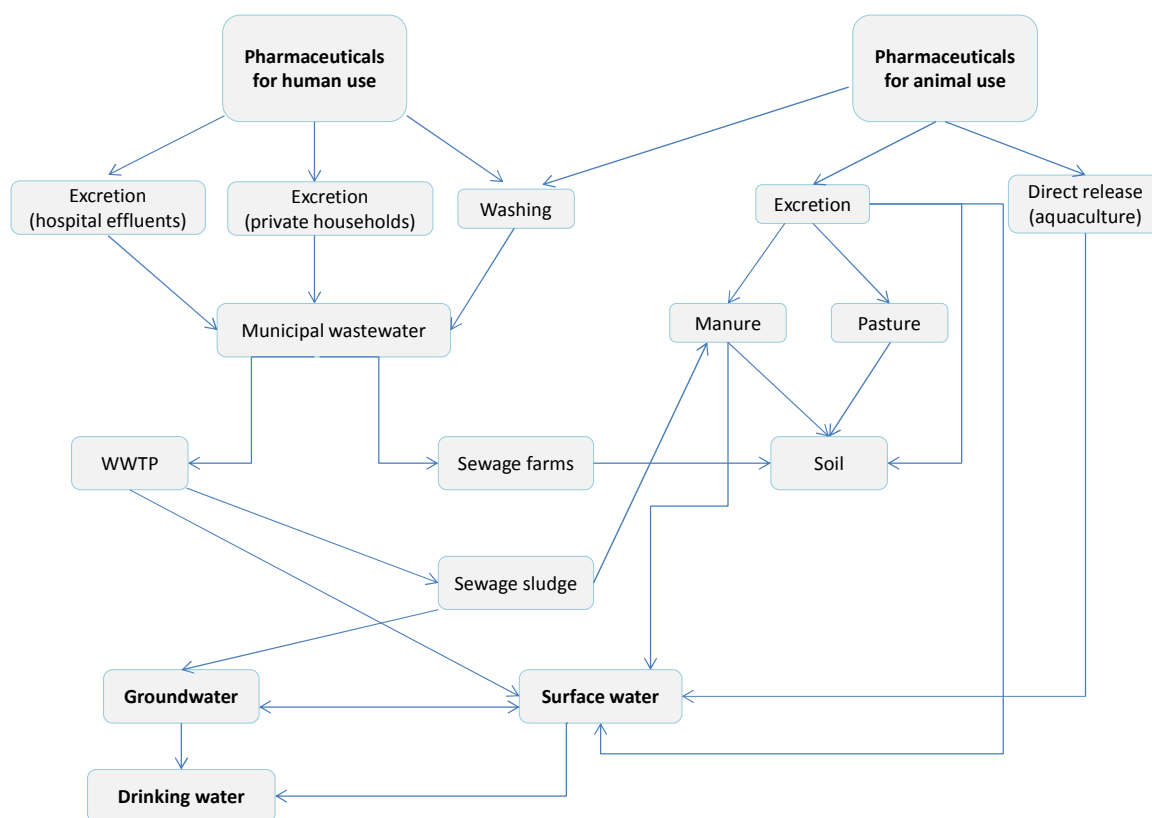 Pharmaceuticals
for human use
Pharmaceuticals
for animal use
Excretion
(hospital effluents)
Excretion
(private households)
Washing
Excretion
Direct release
(aquaculture)
Municipal wastewater
Manure
Pasture
WWTP
Sewage farms
Soil
Sewage sludge
Groundwater
Surface water
Drinking water